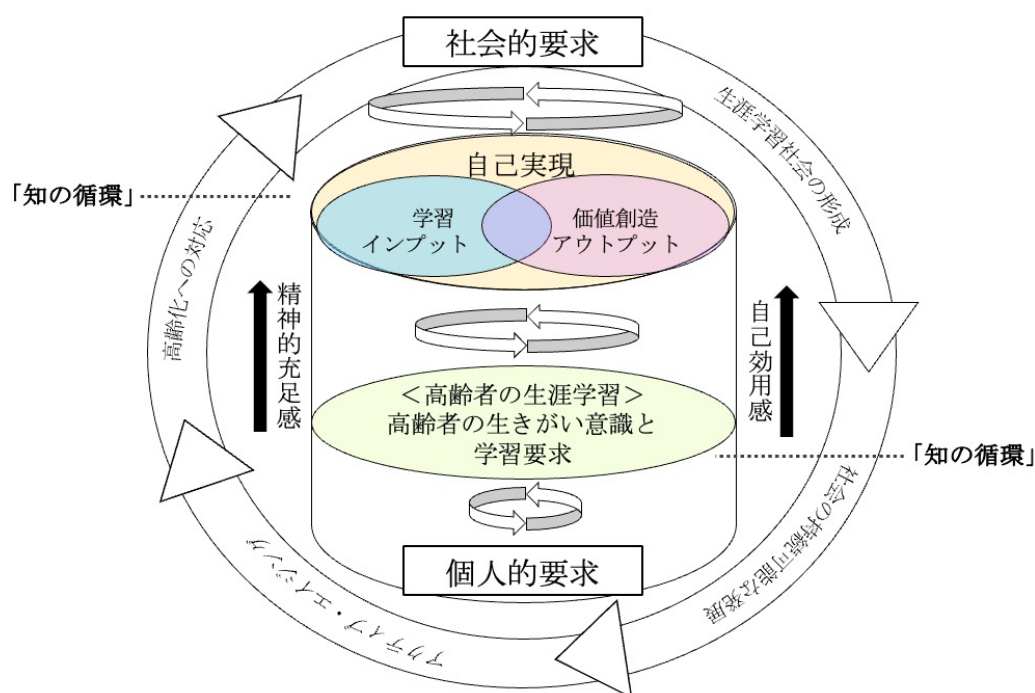 社会的要求
生涯学習社会の形成
「知の循環」
自己実現
学習
インプット
価値創造
アウトプット
高齢化への対応
精神的充足感
自己効用感
＜高齢者の生涯学習＞
高齢者の生きがい意識と
学習要求
「知の循環」
社会の持続可能な発展
アクティブ・エイジング
個人的要求